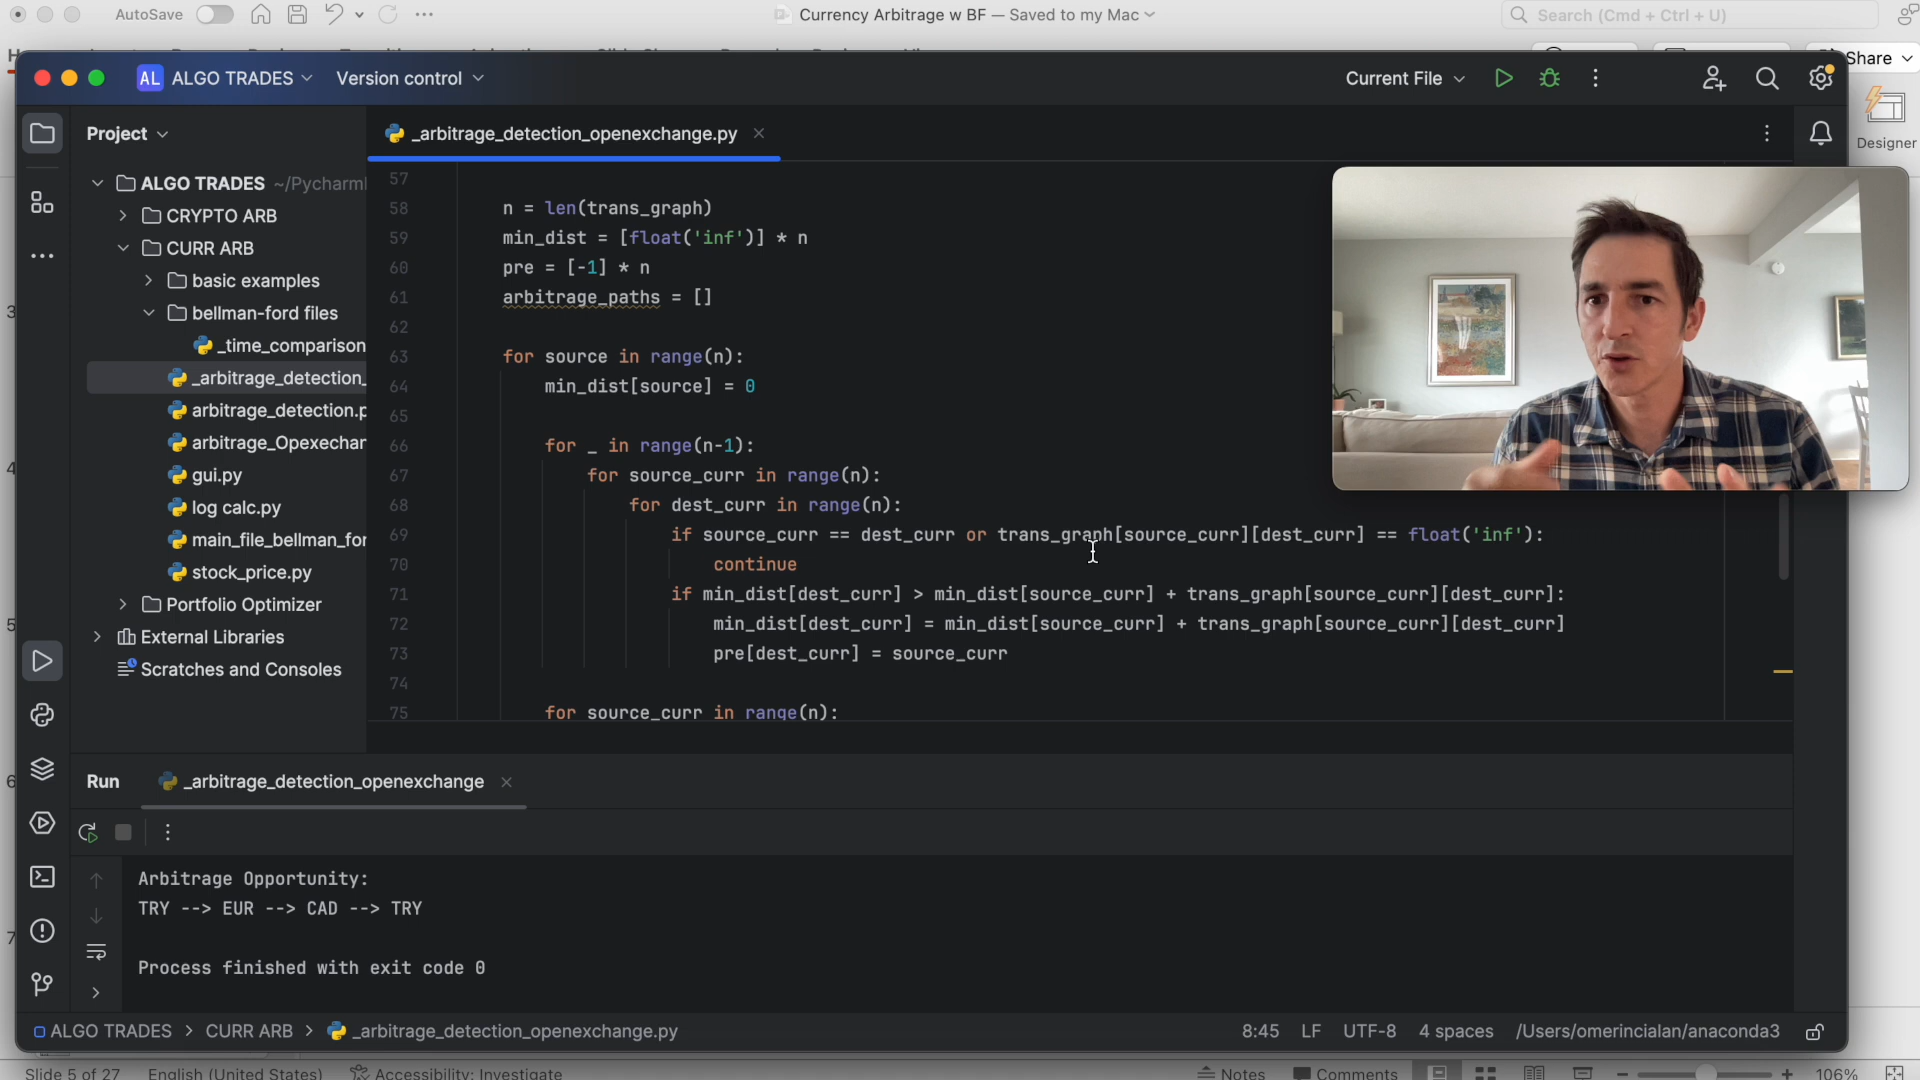 AutoSave
Currency Arbitrage w BF — Saved to my Mac
Search (Cmd + Ctrl + U)
Share
Designer
AL ALGO TRADES
Version control
Current File
Project
_arbitrage_detection_openexchange.py
ALGO TRADES ~/Pycharm
CRYPTO ARB
CURR ARB
basic examples
bellman-ford files
_time_comparison
_arbitrage_detection_
arbitrage_detection.p
arbitrage_Opexechar
gui.py
log calc.py
main_file_bellman_for
stock_price.py
Portfolio Optimizer
External Libraries
Scratches and Consoles
57
58 n = len(trans_graph)
59 min_dist = [float('inf')] * n
60 pre = [-1] * n
61 arbitrage_paths = []
62
63 for source in range(n):
64 min_dist[source] = 0
65
66 for _ in range(n-1):
67 for source_curr in range(n):
68 for dest_curr in range(n):
69 if source_curr == dest_curr or trans_graph[source_curr][dest_curr] == float('inf'):
70 continue
71 if min_dist[dest_curr] > min_dist[source_curr] + trans_graph[source_curr][dest_curr]:
72 min_dist[dest_curr] = min_dist[source_curr] + trans_graph[source_curr][dest_curr]
73 pre[dest_curr] = source_curr
74
75 for source_curr in range(n):
3
4
5
6
7
Run
_arbitrage_detection_openexchange
Arbitrage Opportunity:
TRY --> EUR --> CAD --> TRY
Process finished with exit code 0
ALGO TRADES > CURR ARB > _arbitrage_detection_openexchange.py
8:45 LF UTF-8 4 spaces /Users/omerincialan/anaconda3
Slide 5 of 27 English (United States) Accessibility: Investigate
Notes Comments 106%